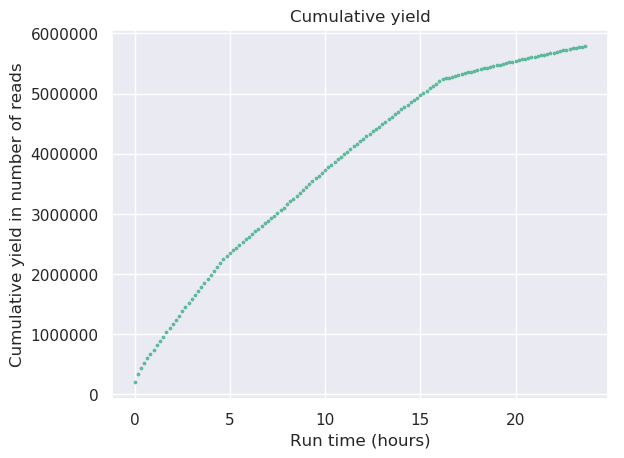 Cumulative yield
Cumulative yield in number of reads
6000000
5000000
4000000
3000000
2000000
1000000
0
0 5 10 15 20
Run time (hours)